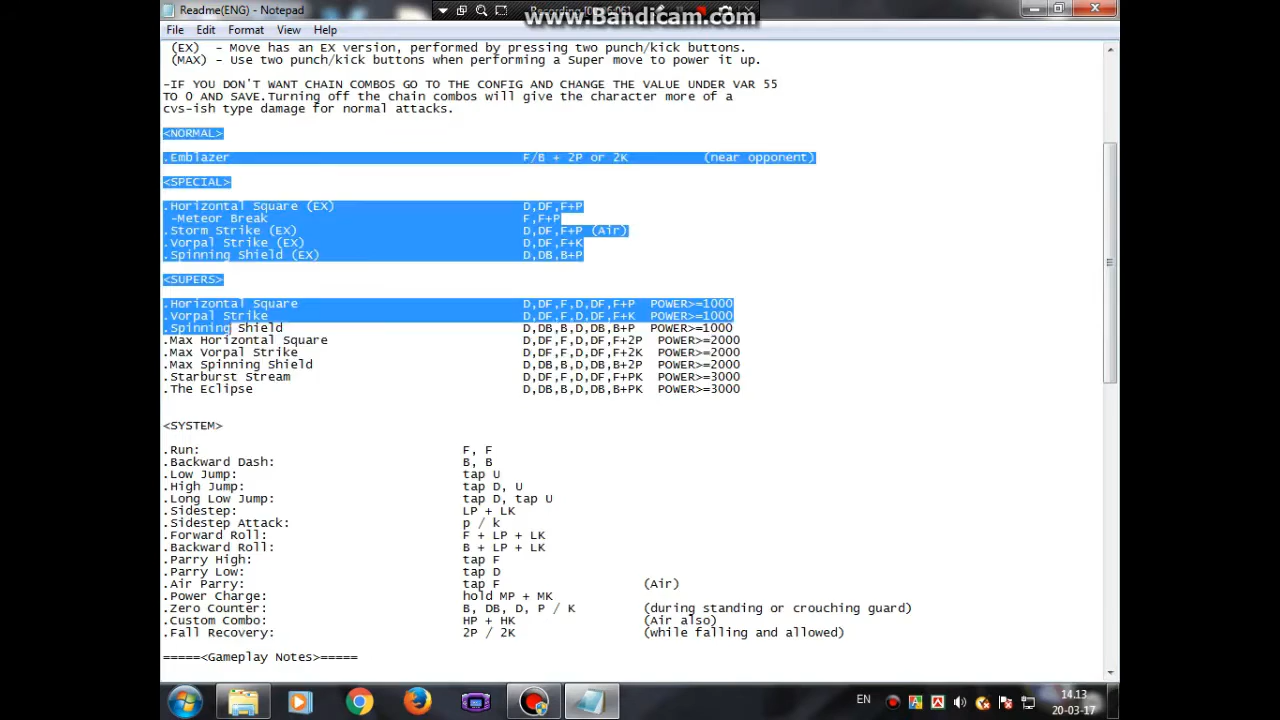 Readme(ENG) - Notepad
www.Bandicam.com
File Edit Format View Help
(EX) - Move has an EX version, performed by pressing two punch/kick buttons.
(MAX) - Use two punch/kick buttons when performing a Super move to power it up.
-IF YOU DON'T WANT CHAIN COMBOS GO TO THE CONFIG AND CHANGE THE VALUE UNDER VAR 55
TO 0 AND SAVE.Turning off the chain combos will give the character more of a
cvs-ish type damage for normal attacks.
<NORMAL>
.Emblazer F/B + 2P or 2K (near opponent)
<SPECIAL>
.Horizontal Square (EX) D,DF,F+P
-Meteor Break F,F+P
.Storm Strike (EX) D,DF,F+P (Air)
.Vorpal Strike (EX) D,DF,F+K
.Spinning Shield (EX) D,DB,B+P
<SUPERS>
.Horizontal Square D,DF,F,D,DF,F+P POWER>=1000
.Vorpal Strike D,DF,F,D,DF,F+K POWER>=1000
.Spinning Shield D,DB,B,D,DB,B+P POWER>=1000
.Max Horizontal Square D,DF,F,D,DF,F+2P POWER>=2000
.Max Vorpal Strike D,DF,F,D,DF,F+2K POWER>=2000
.Max Spinning Shield D,DB,B,D,DB,B+2P POWER>=2000
.Starburst Stream D,DF,F,D,DF,F+PK POWER>=3000
.The Eclipse D,DB,B,D,DB,B+PK POWER>=3000
<SYSTEM>
.Run: F, F
.Backward Dash: B, B
.Low Jump: tap U
.High Jump: tap D, U
.Long Low Jump: tap D, tap U
.Sidestep: LP + LK
.Sidestep Attack: p / k
.Forward Roll: F + LP + LK
.Backward Roll: B + LP + LK
.Parry High: tap F
.Parry Low: tap D
.Air Parry: tap F (Air)
.Power Charge: hold MP + MK
.Zero Counter: B, DB, D, P / K (during standing or crouching guard)
.Custom Combo: HP + HK (Air also)
.Fall Recovery: 2P / 2K (while falling and allowed)
=====<Gameplay Notes>=====
EN
14.13
20-03-17